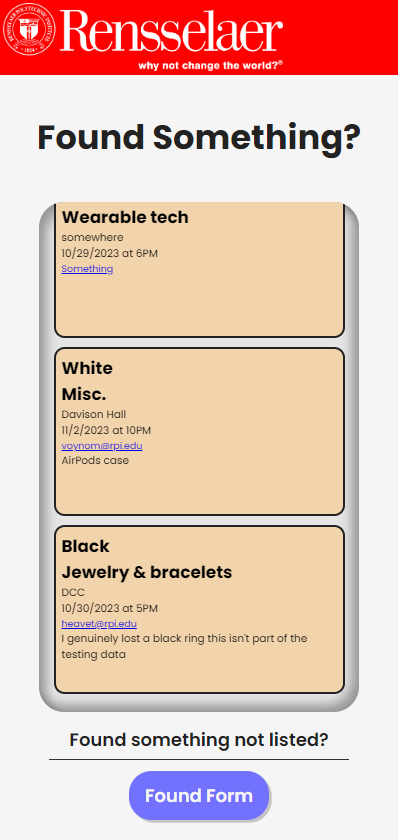 Rensselaer
why not change the world?®
Found Something?
Wearable tech
somewhere
10/29/2023 at 6PM
Something
White
Misc.
Davison Hall
11/2/2023 at 10PM
voynom@rpi.edu
AirPods case
Black
Jewelry & bracelets
DCC
10/30/2023 at 5PM
heavet@rpi.edu
I genuinely lost a black ring this isn't part of the
testing data
Found something not listed?
Found Form